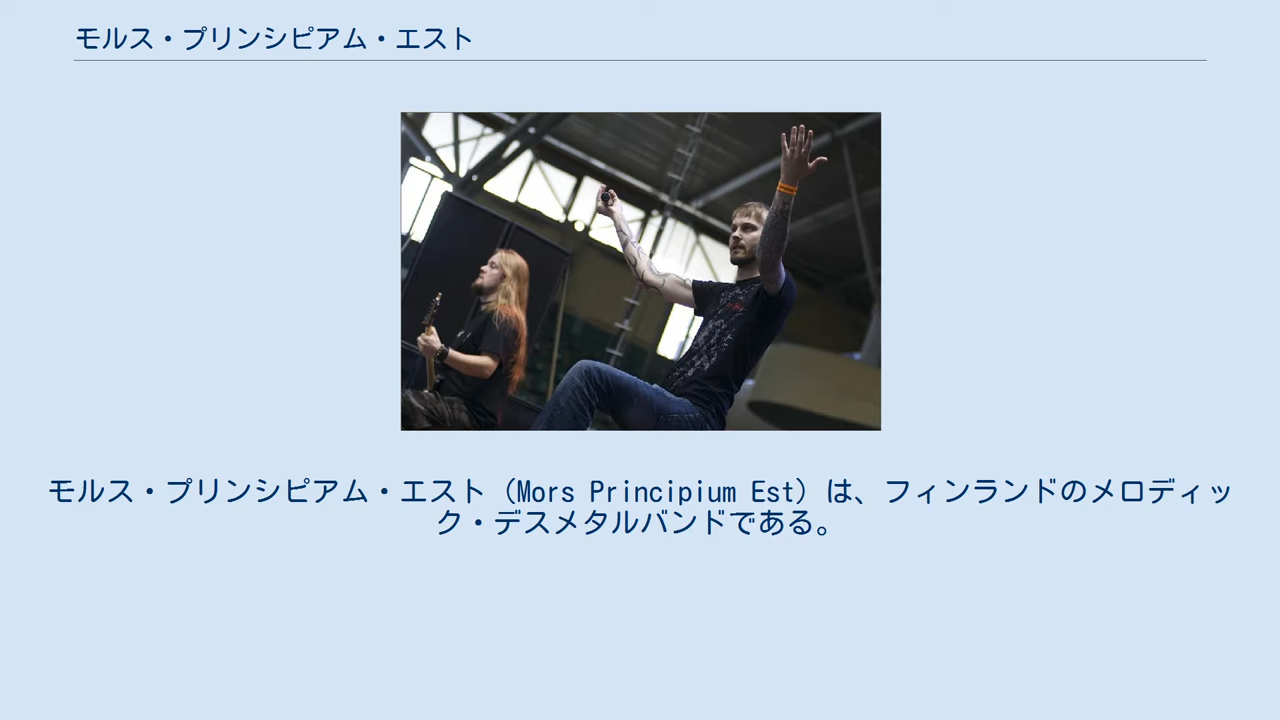 モルス・プリンシピアム・エスト
モルス・プリンシピアム・エスト（Mors Principium Est）は、フィンランドのメロディッ
ク・デスメタルバンドである。